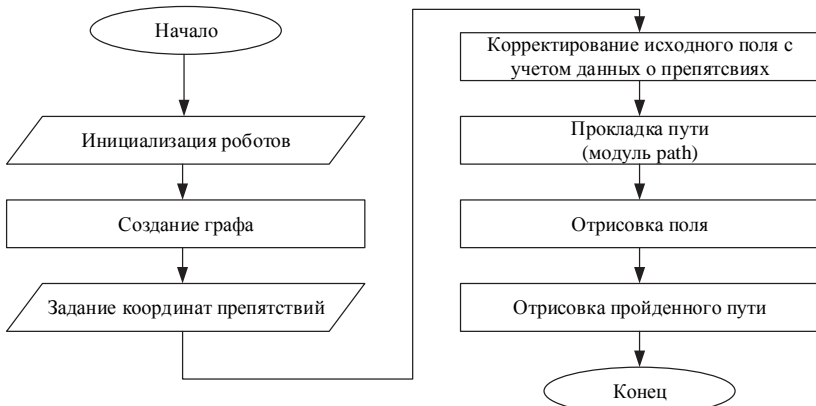 Начало
Инициализация роботов
Создание графа
Задание координат препятствий
Корректирование исходного поля с
учетом данных о препятсвиях
Прокладка пути
(модуль path)
Отрисовка поля
Отрисовка пройденного пути
Конец